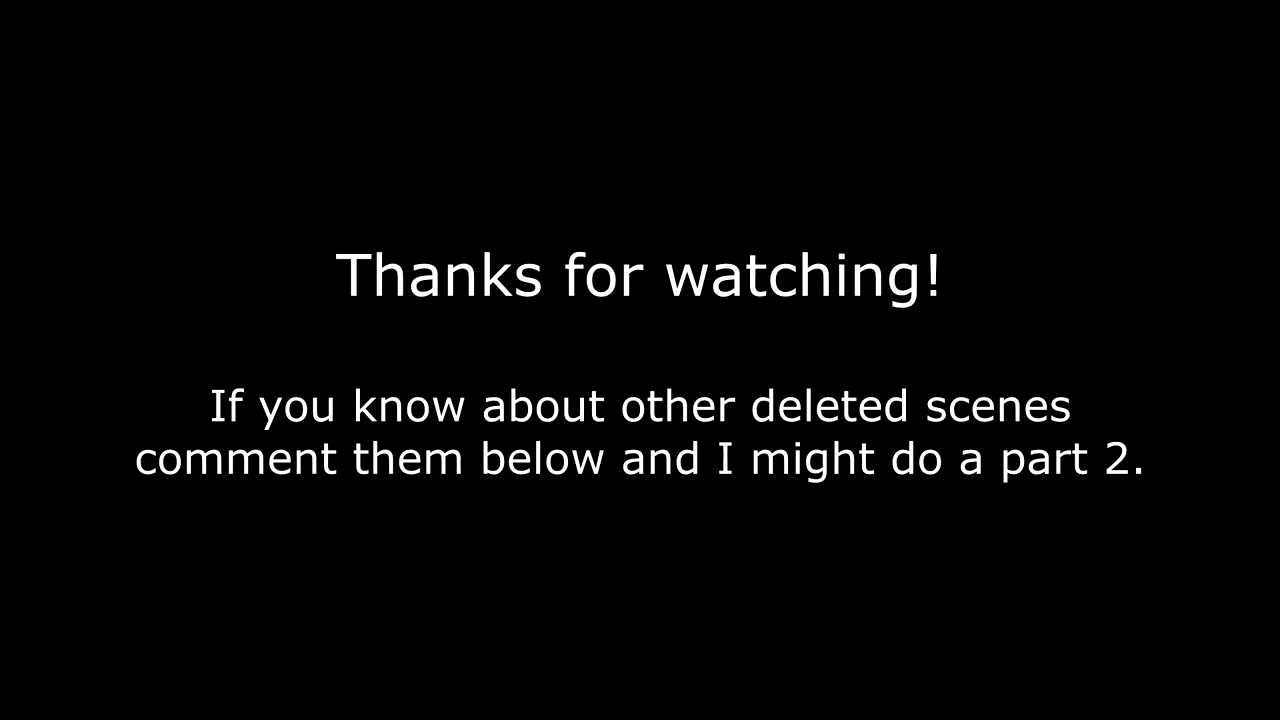 Thanks for watching!
If you know about other deleted scenes
comment them below and I might do a part 2.